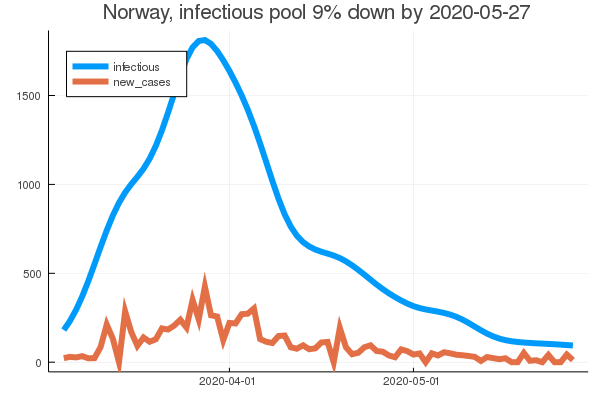 Norway, infectious pool 9% down by 2020-05-27
infectious
new_cases
1500
1000
500
0
2020-04-01
2020-05-01